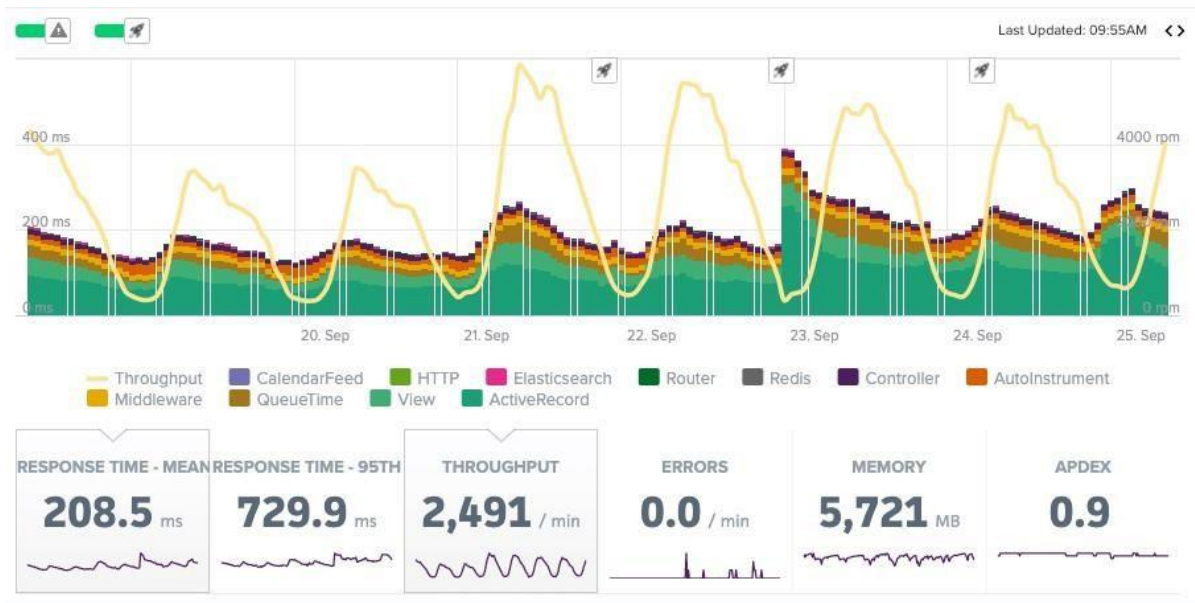 Last Updated: 09:55AM <>
400 ms
4000 rpm
200 ms
rpm
0 ms
0 rpm
20. Sep 21. Sep 22. Sep 23. Sep 24. Sep 25. Sep
Throughput CalendarFeed HTTP Elasticsearch Router Redis Controller AutoInstrument
Middleware QueueTime View ActiveRecord
RESPONSE TIME - MEAN RESPONSE TIME - 95TH THROUGHPUT ERRORS MEMORY APDEX
208.5 ms 729.9 ms 2,491 / min 0.0 / min 5,721 MB 0.9